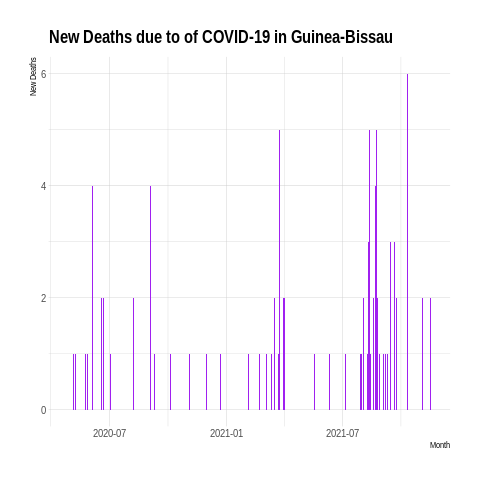 New Deaths due to of COVID-19 in Guinea-Bissau
New Deaths
6
4
2
0
2020-07
2021-01
2021-07
Month